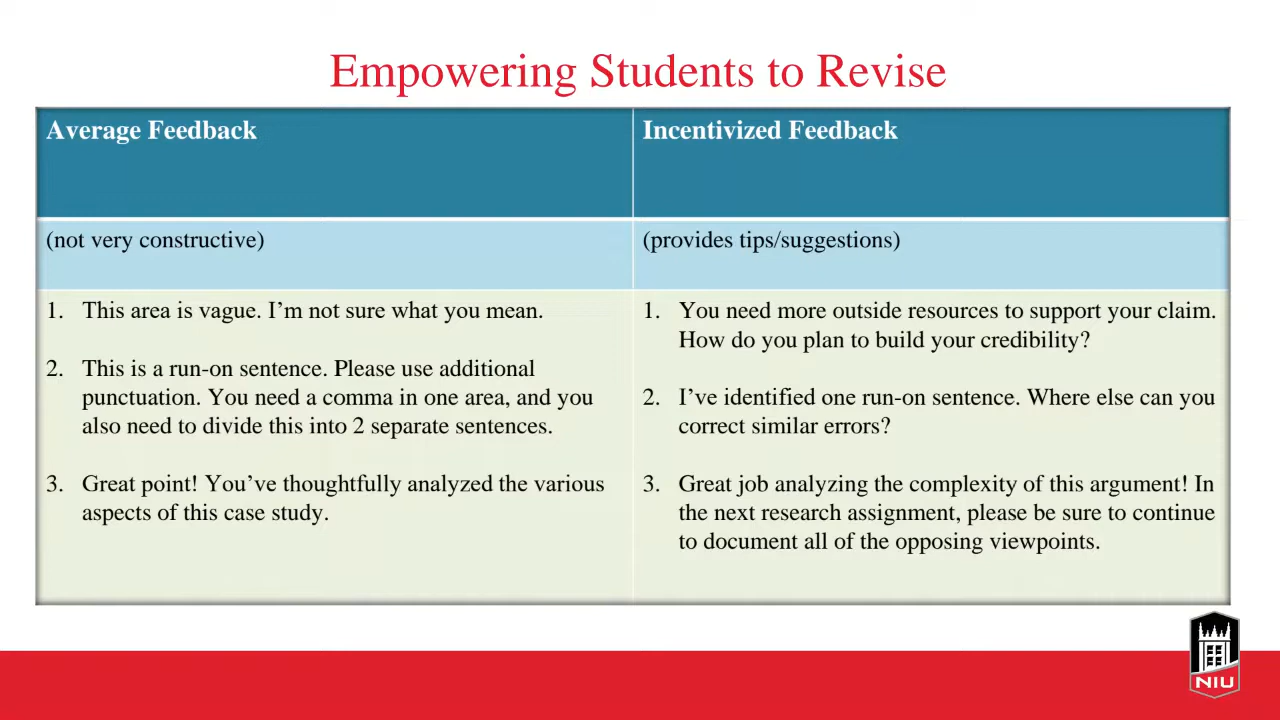 Empowering Students to Revise
Average Feedback
Incentivized Feedback
(not very constructive)
(provides tips/suggestions)
1. This area is vague. I’m not sure what you mean.
2. This is a run-on sentence. Please use additional
punctuation. You need a comma in one area, and you
also need to divide this into 2 separate sentences.
3. Great point! You’ve thoughtfully analyzed the various
aspects of this case study.
1. You need more outside resources to support your claim.
How do you plan to build your credibility?
2. I’ve identified one run-on sentence. Where else can you
correct similar errors?
3. Great job analyzing the complexity of this argument! In
the next research assignment, please be sure to continue
to document all of the opposing viewpoints.
NIU